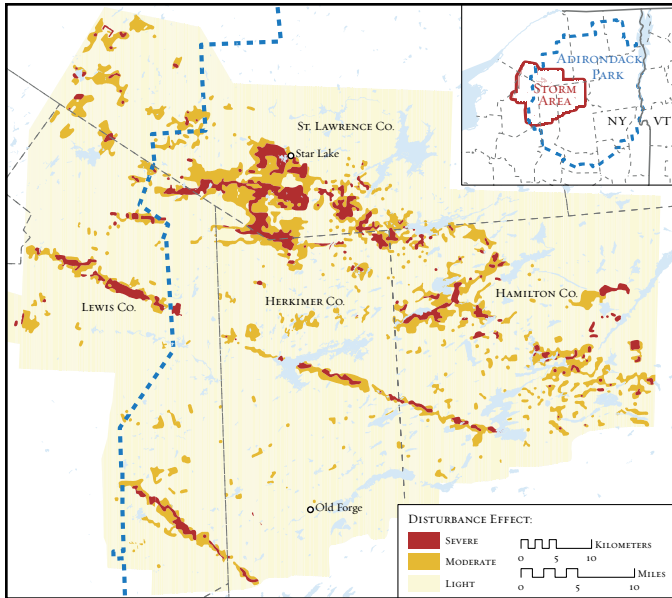 Adirondack
Park
Storm
Area
NY
VT
St. Lawrence Co.
Star Lake
Lewis Co.
Herkimer Co.
Hamilton Co.
Old Forge
Disturbance Effect:
Severe
Moderate
Light
Kilometers
0 5 10
Miles
0 5 10